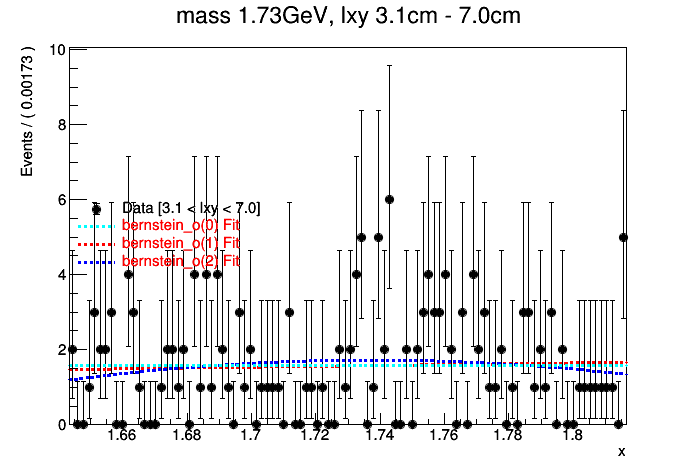 mass 1.73GeV, lxy 3.1cm - 7.0cm
Events / ( 0.00173 )
10
8
6
4
2
0
Data [3.1 < lxy < 7.0]
bernstein_o(0) Fit
bernstein_o(1) Fit
bernstein_o(2) Fit
1.66 1.68 1.7 1.72 1.74 1.76 1.78 1.8
x